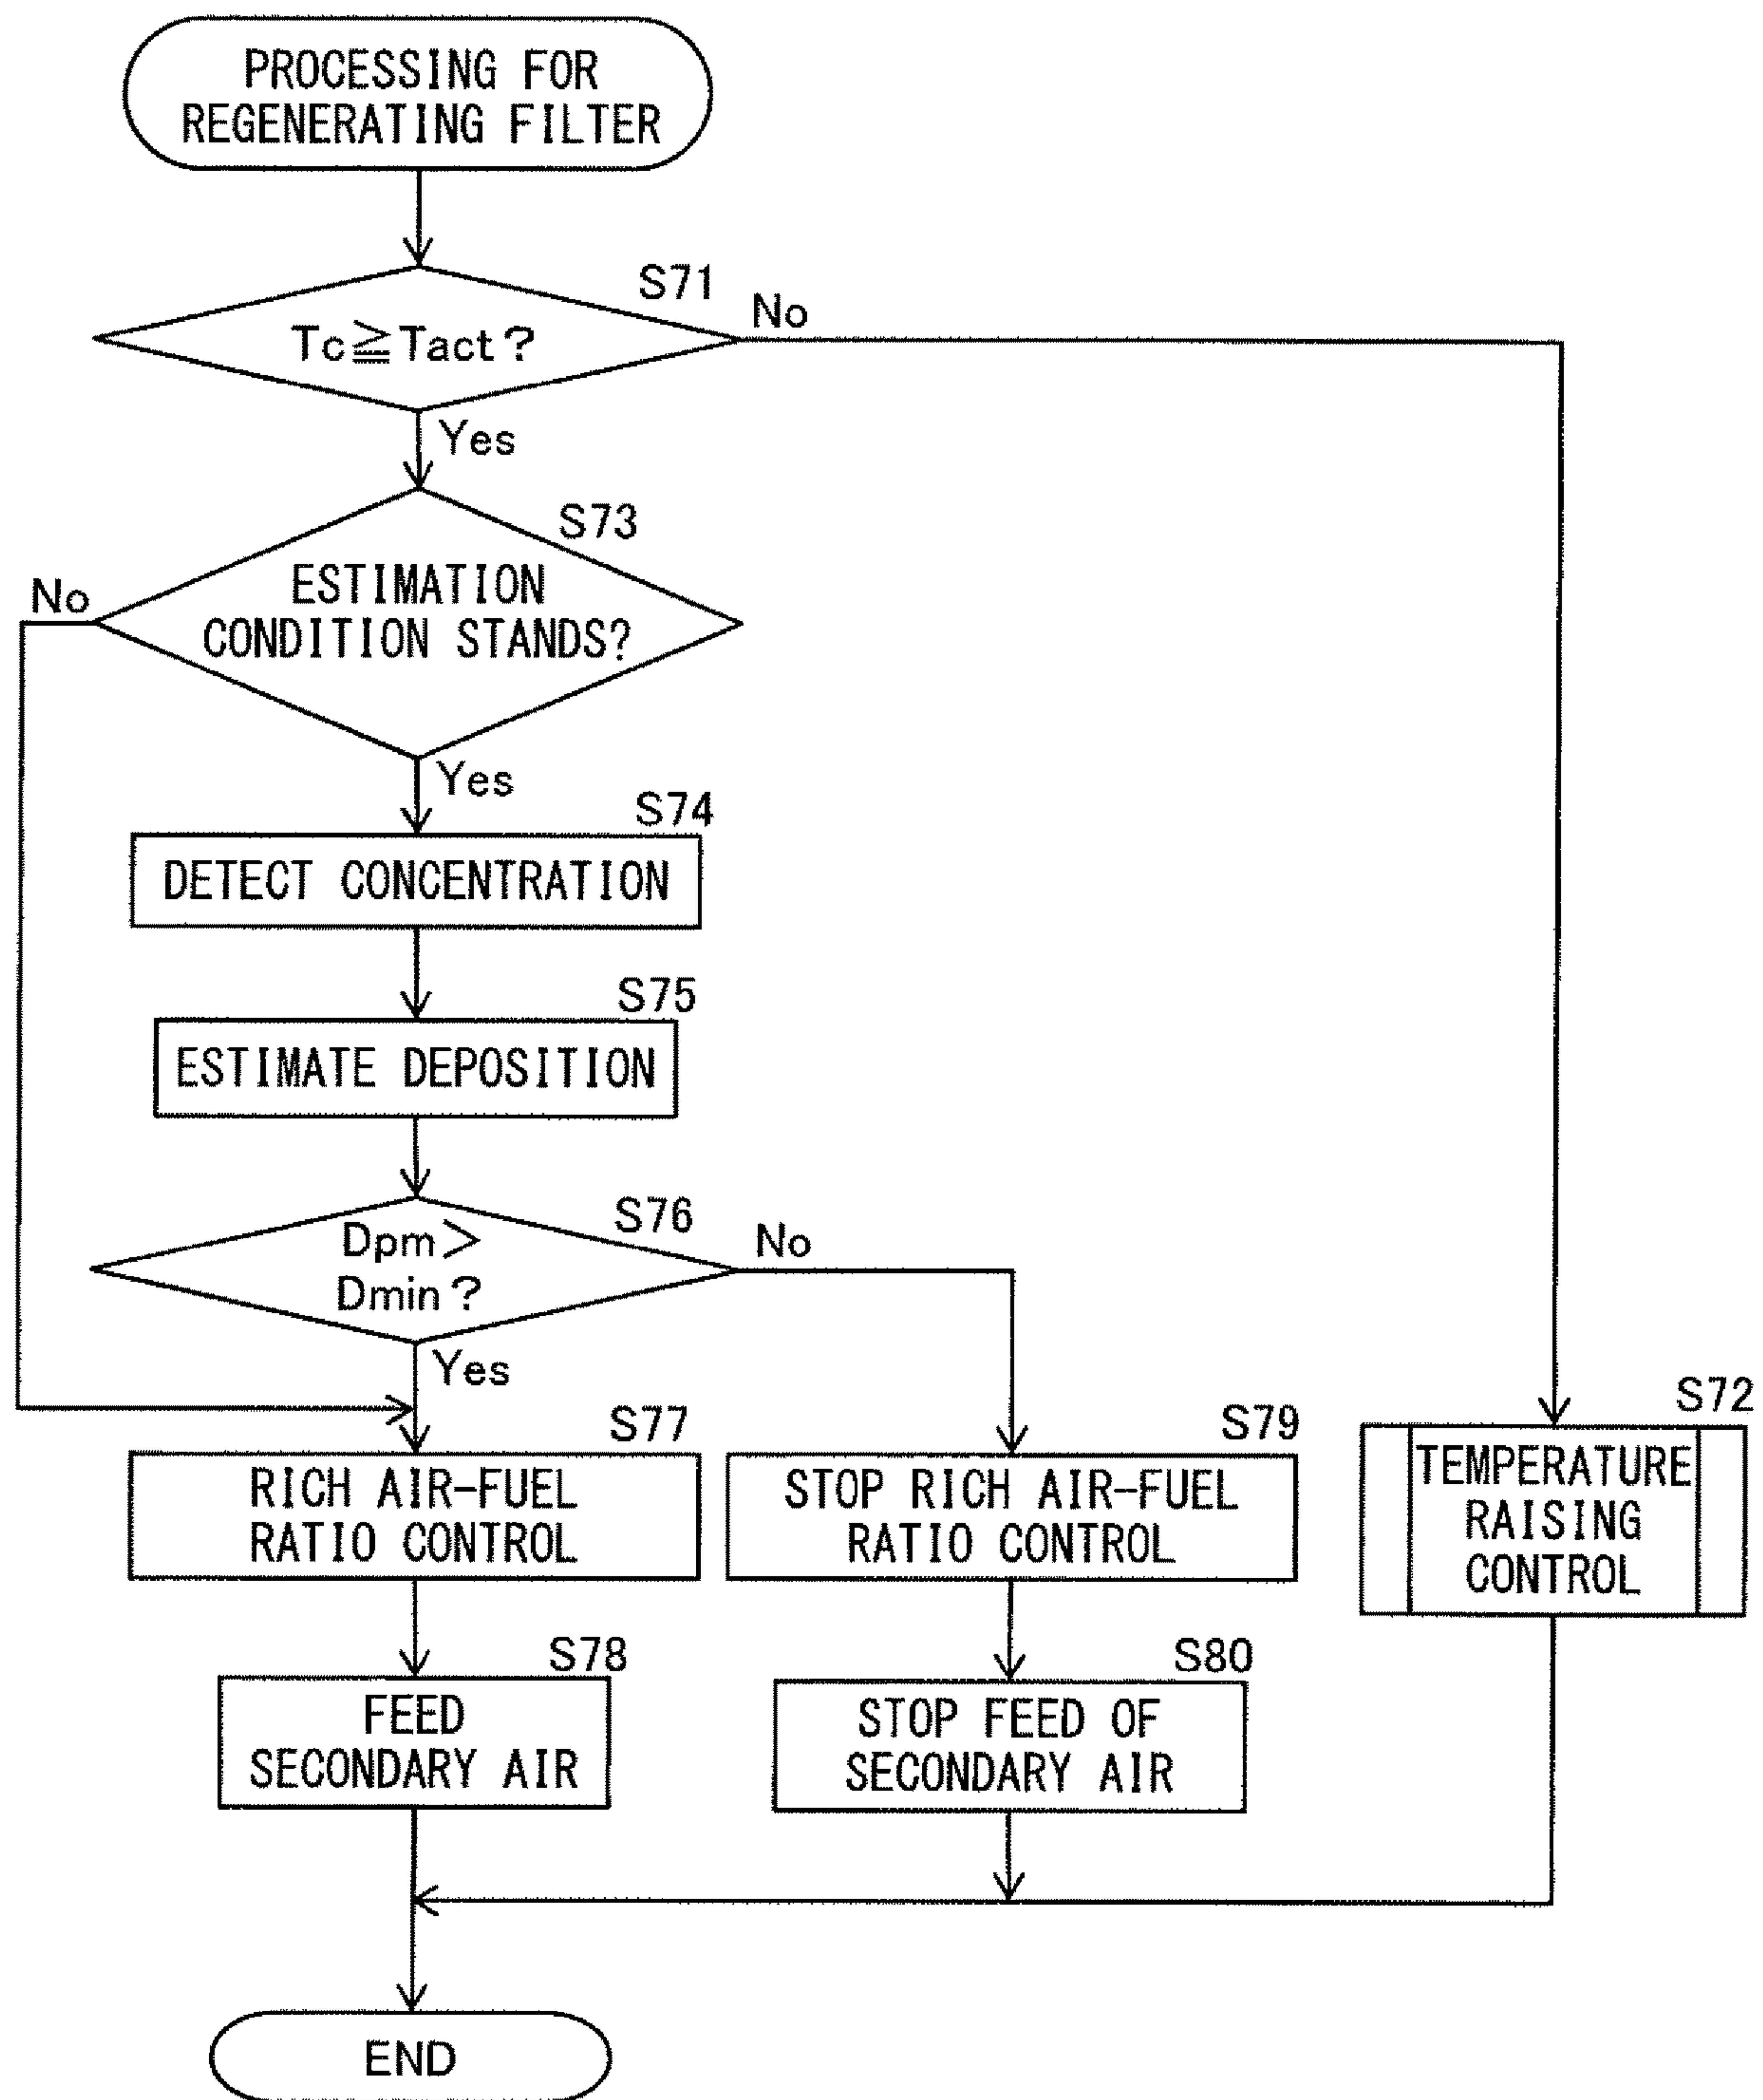 PROCESSING FOR
REGENERATING FILTER
S71
Tc≧Tact?
No
Yes
S73
No
ESTIMATION
CONDITION STANDS?
Yes
S74
DETECT CONCENTRATION
S75
ESTIMATE DEPOSITION
S76
Dpm>
Dmin?
No
Yes
S77
RICH AIR-FUEL
RATIO CONTROL
S79
STOP RICH AIR-FUEL
RATIO CONTROL
S72
TEMPERATURE
RAISING
CONTROL
S78
FEED
SECONDARY AIR
S80
STOP FEED OF
SECONDARY AIR
END